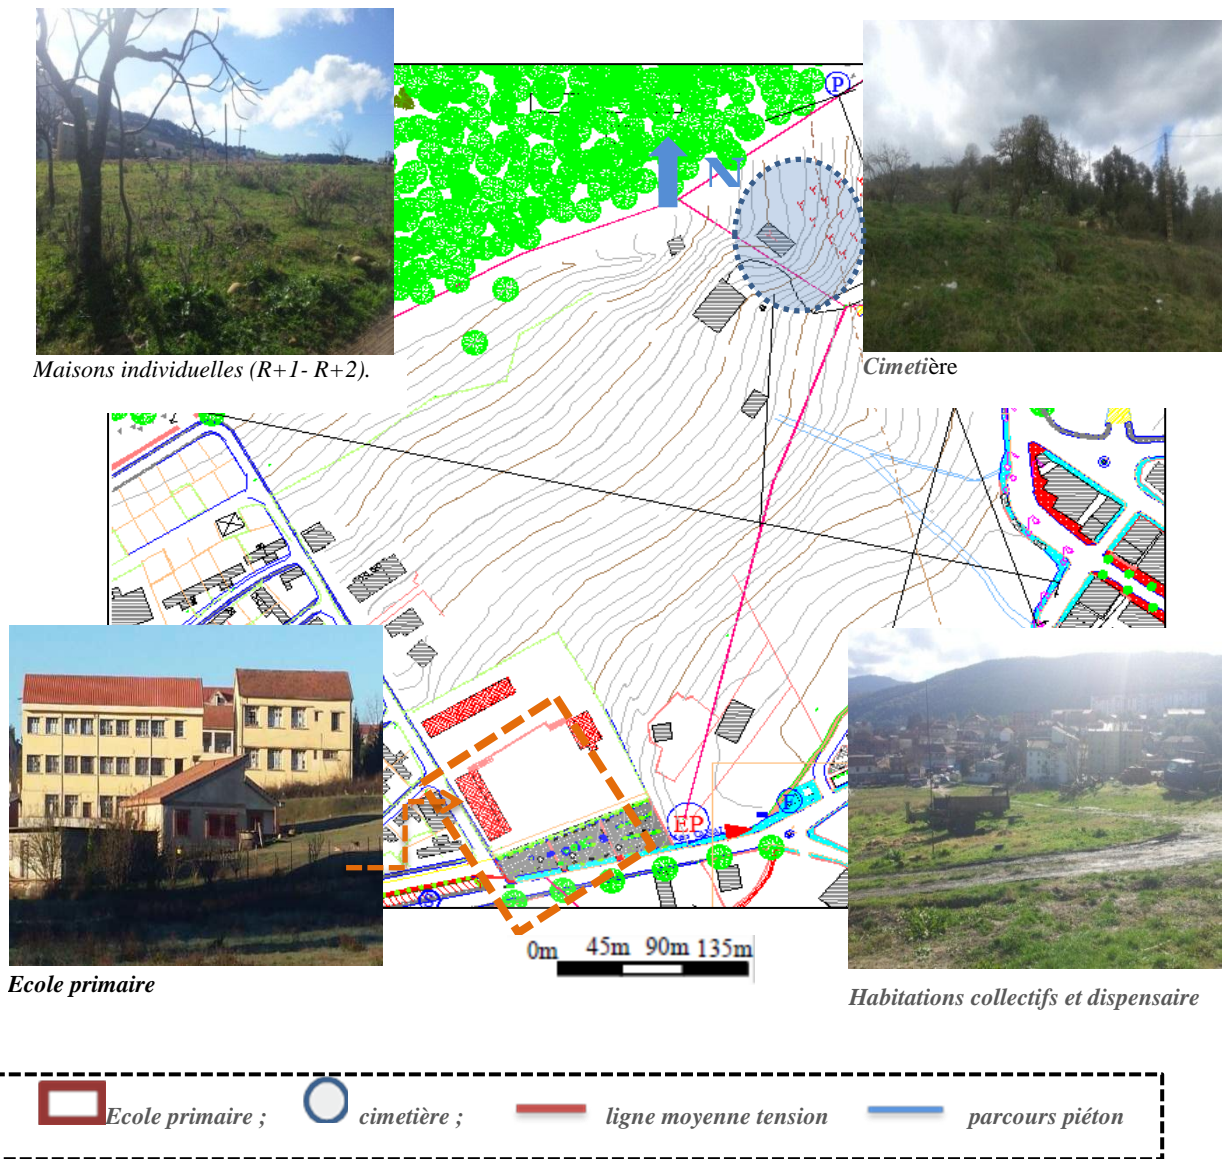 P
N
Maisons individuelles (R+1- R+2).
Cimetière
EP
F
0m 45m 90m 135m
Ecole primaire
Habitations collectifs et dispensaire
Ecole primaire ; cimetière ; ligne moyenne tension parcours piéton